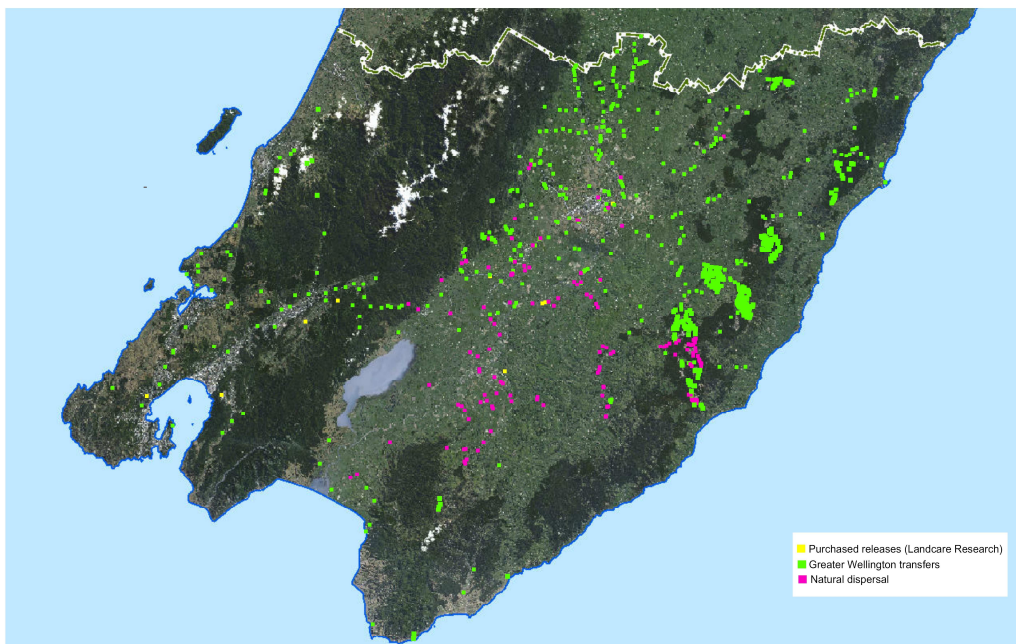 Purchased releases (Landcare Research)
Greater Wellington transfers
Natural dispersal